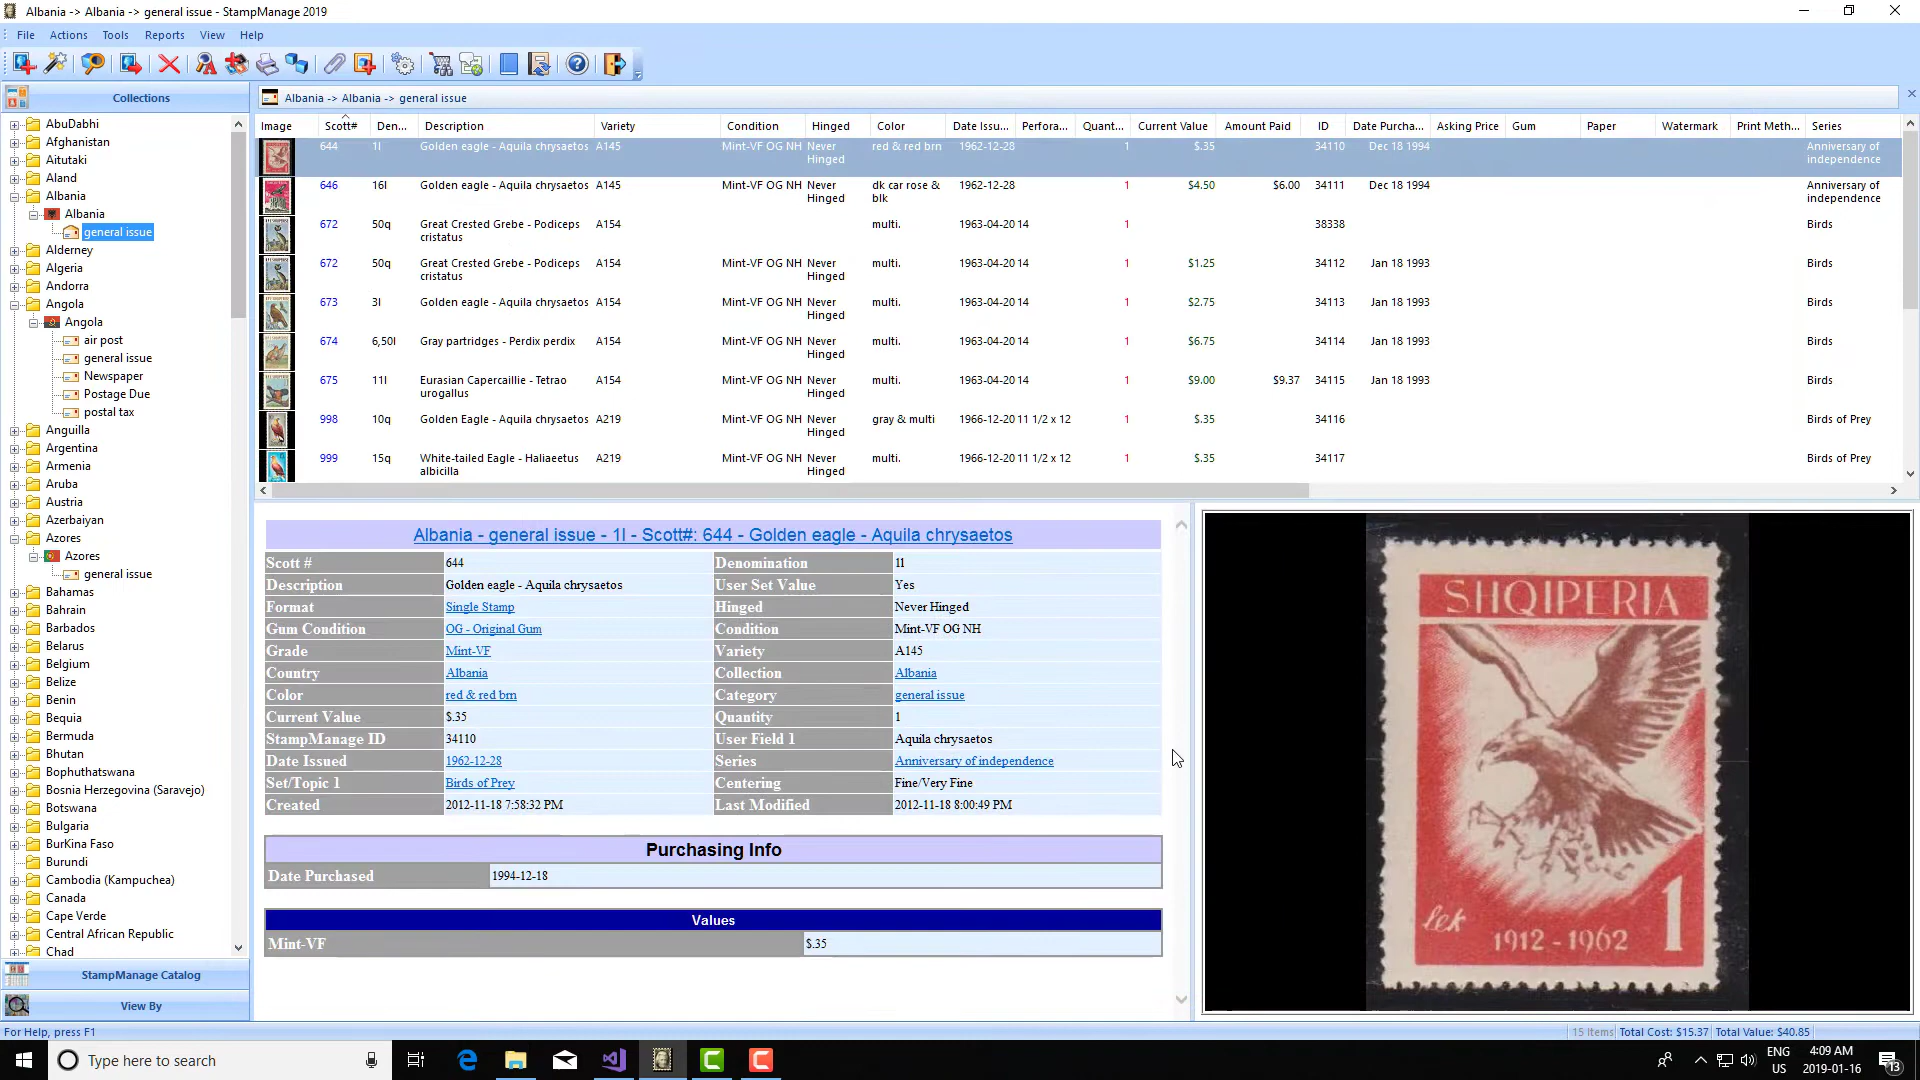 Albania -> Albania -> general issue - StampManage 2019
File Actions Tools Reports View Help
Collections
Albania -> Albania -> general issue
AbuDabhi
Afghanistan
Aitutaki
Aland
Albania
Albania
general issue
Alderney
Algeria
Andorra
Angola
Angola
air post
general issue
Newspaper
Postage Due
postal tax
Anguilla
Argentina
Armenia
Aruba
Austria
Azerbaiyan
Azores
Azores
general issue
Bahamas
Bahrain
Barbados
Belarus
Belgium
Belize
Benin
Bequia
Bermuda
Bhutan
Bophuthatswana
Bosnia Herzegovina (Saravejo)
Botswana
Bulgaria
BurKina Faso
Burundi
Cambodia (Kampuchea)
Canada
Cape Verde
Central African Republic
Chad
StampManage Catalog
View By
Image Scott# Den... Description Variety Condition Hinged Color Date Issu... Perfora... Quant... Current Value Amount Paid ID Date Purcha... Asking Price Gum Paper Watermark Print Meth... Series
644 1l Golden eagle - Aquila chrysaetos A145 Mint-VF OG NH Never red & red brn 1962-12-28 1 $.35 34110 Dec 18 1994 Anniversary of
Hinged independence
646 16l Golden eagle - Aquila chrysaetos A145 Mint-VF OG NH Never dk car rose & 1962-12-28 1 $4.50 $6.00 34111 Dec 18 1994 Anniversary of
Hinged blk independence
672 50q Great Crested Grebe - Podiceps A154 multi. 1963-04-20 14 1 38338 Birds
cristatus
672 50q Great Crested Grebe - Podiceps A154 Mint-VF OG NH Never multi. 1963-04-20 14 1 $1.25 34112 Jan 18 1993 Birds
cristatus Hinged
673 3l Golden eagle - Aquila chrysaetos A154 Mint-VF OG NH Never multi. 1963-04-20 14 1 $2.75 34113 Jan 18 1993 Birds
Hinged
674 6,50l Gray partridges - Perdix perdix A154 Mint-VF OG NH Never multi. 1963-04-20 14 1 $6.75 34114 Jan 18 1993 Birds
Hinged
675 11l Eurasian Capercaillie - Tetrao A154 Mint-VF OG NH Never multi. 1963-04-20 14 1 $9.00 $9.37 34115 Jan 18 1993 Birds
urogallus Hinged
998 10q Golden Eagle - Aquila chrysaetos A219 Mint-VF OG NH Never gray & multi 1966-12-20 11 1/2 x 12 1 $.35 34116 Birds of Prey
Hinged
999 15q White-tailed Eagle - Haliaeetus A219 Mint-VF OG NH Never multi. 1966-12-20 11 1/2 x 12 1 $.35 34117 Birds of Prey
albicilla Hinged
Albania - general issue - 1l - Scott#: 644 - Golden eagle - Aquila chrysaetos
Scott # 644 Denomination 1l
Description Golden eagle - Aquila chrysaetos User Set Value Yes
Format Single Stamp Hinged Never Hinged
Gum Condition OG - Original Gum Condition Mint-VF OG NH
Grade Mint-VF Variety A145
Country Albania Collection Albania
Color red & red brn Category general issue
Current Value $.35 Quantity 1
StampManage ID 34110 User Field 1 Aquila chrysaetos
Date Issued 1962-12-28 Series Anniversary of independence
Set/Topic 1 Birds of Prey Centering Fine/Very Fine
Created 2012-11-18 7:58:32 PM Last Modified 2012-11-18 8:00:49 PM
Purchasing Info
Date Purchased 1994-12-18
Values
Mint-VF $.35
SHQIPERIA
lek 1
1912 - 1962
For Help, press F1
15 Items Total Cost: $15.37 Total Value: $40.85
Type here to search
ENG 4:09 AM
US 2019-01-16
13